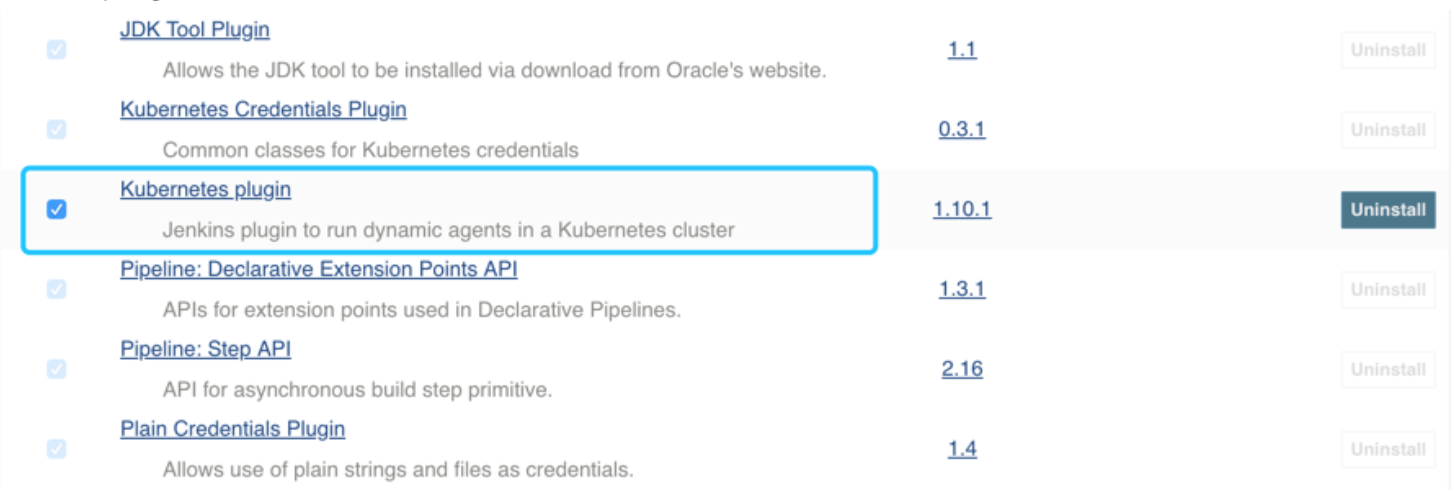 JDK Tool Plugin
1.1
Uninstall
Allows the JDK tool to be installed via download from Oracle's website.
Kubernetes Credentials Plugin
0.3.1
Uninstall
Common classes for Kubernetes credentials
Kubernetes plugin
1.10.1
Uninstall
Jenkins plugin to run dynamic agents in a Kubernetes cluster
Pipeline: Declarative Extension Points API
1.3.1
Uninstall
APIs for extension points used in Declarative Pipelines.
Pipeline: Step API
2.16
Uninstall
API for asynchronous build step primitive.
Plain Credentials Plugin
1.4
Uninstall
Allows use of plain strings and files as credentials.